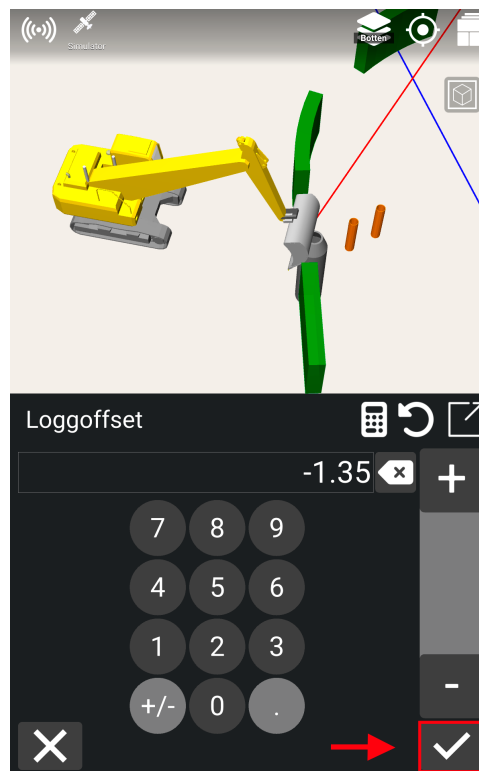 Simulator
Botten
Loggoffset
-1.35
7 8 9
4 5 6
1 2 3
+/- 0 .
+
-